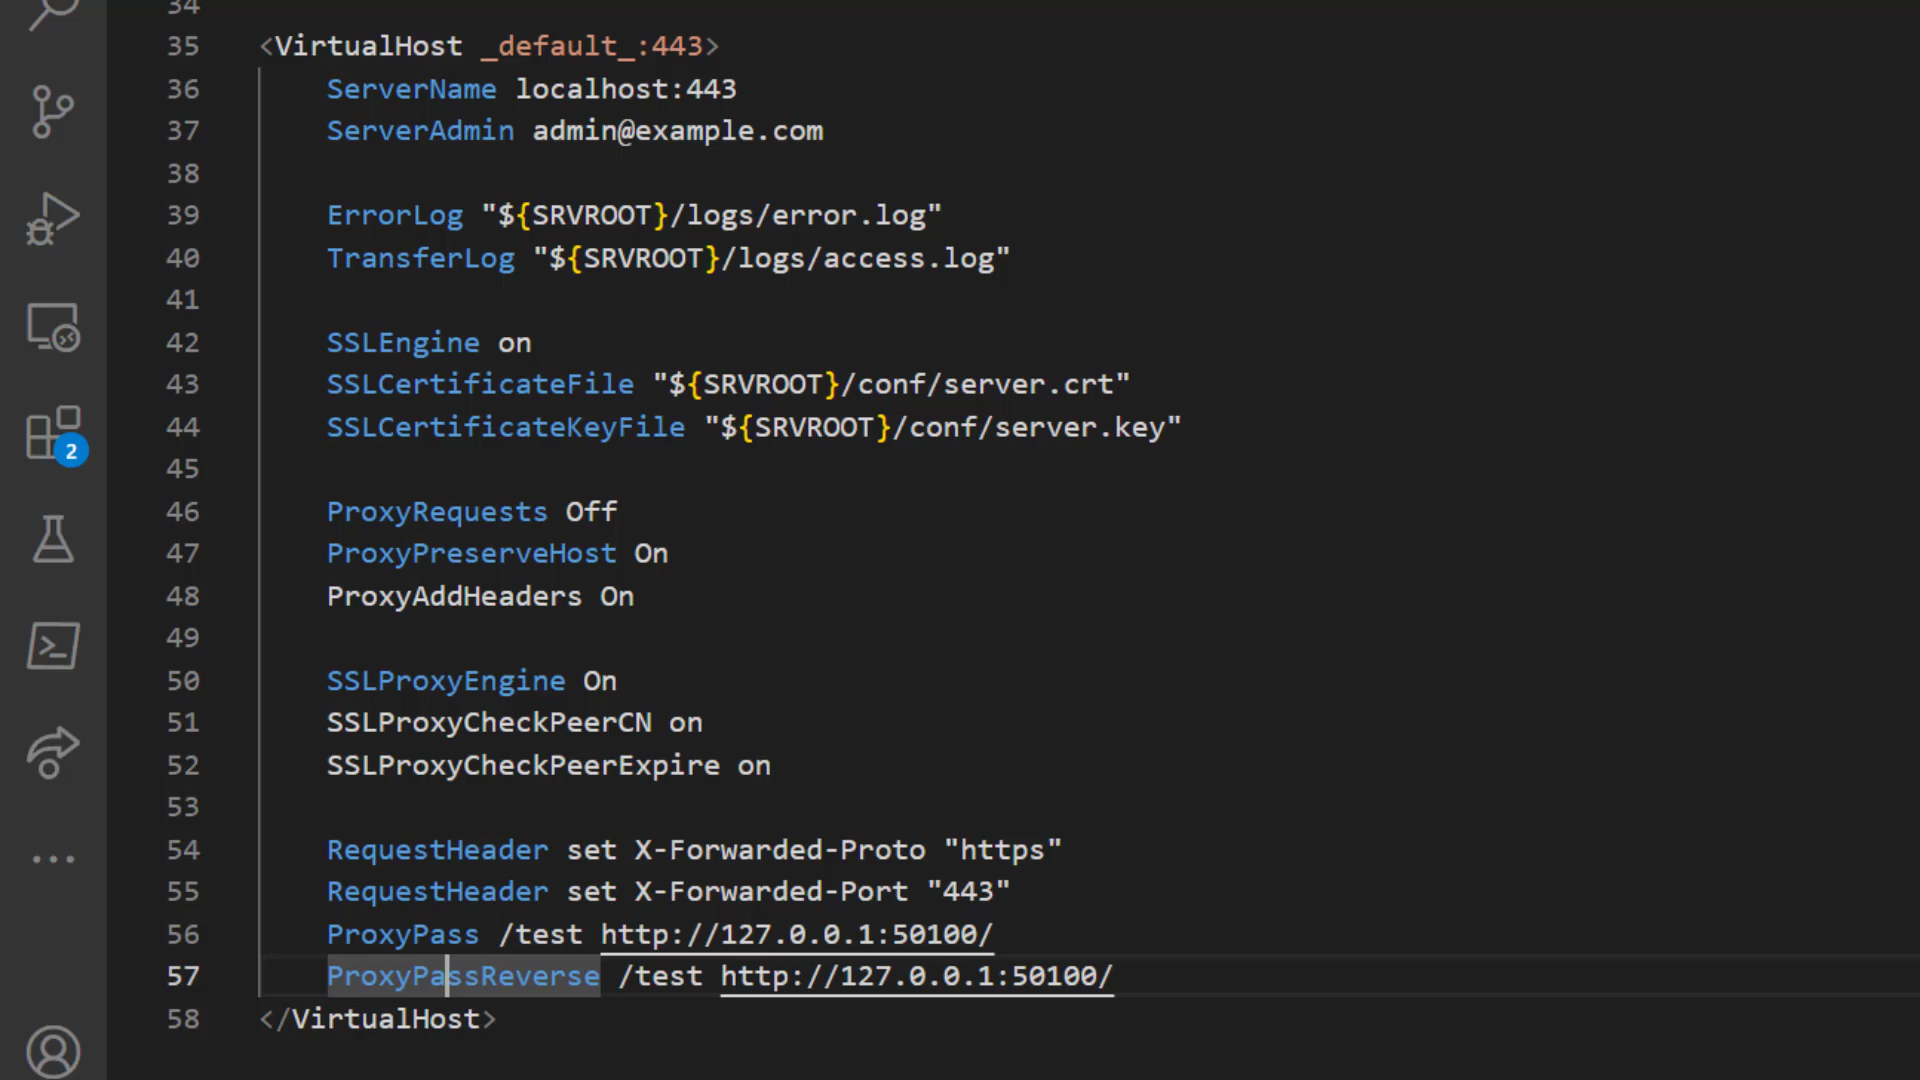 34
35 <VirtualHost _default_:443>
36 ServerName localhost:443
37 ServerAdmin admin@example.com
38
39 ErrorLog "${SRVROOT}/logs/error.log"
40 TransferLog "${SRVROOT}/logs/access.log"
41
42 SSLEngine on
43 SSLCertificateFile "${SRVROOT}/conf/server.crt"
44 SSLCertificateKeyFile "${SRVROOT}/conf/server.key"
45
46 ProxyRequests Off
47 ProxyPreserveHost On
48 ProxyAddHeaders On
49
50 SSLProxyEngine On
51 SSLProxyCheckPeerCN on
52 SSLProxyCheckPeerExpire on
53
54 RequestHeader set X-Forwarded-Proto "https"
55 RequestHeader set X-Forwarded-Port "443"
56 ProxyPass /test http://127.0.0.1:50100/
57 ProxyPassReverse /test http://127.0.0.1:50100/
58 </VirtualHost>
2